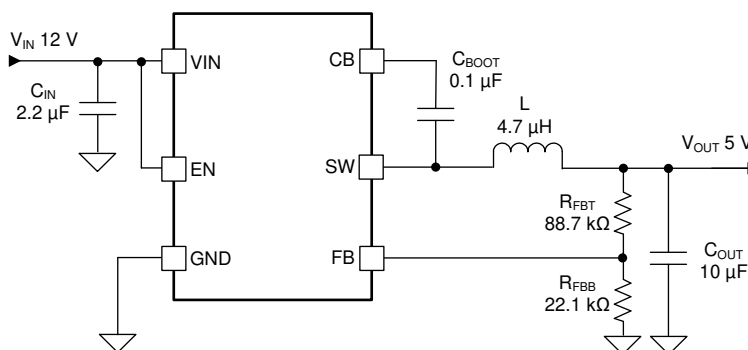 V_IN 12 V
VIN
CB
C_BOOT
0.1 µF
C_IN
2.2 µF
L
4.7 µH
V_OUT 5 V
EN
SW
R_FBT
88.7 kΩ
GND
FB
C_OUT
10 µF
R_FBB
22.1 kΩ